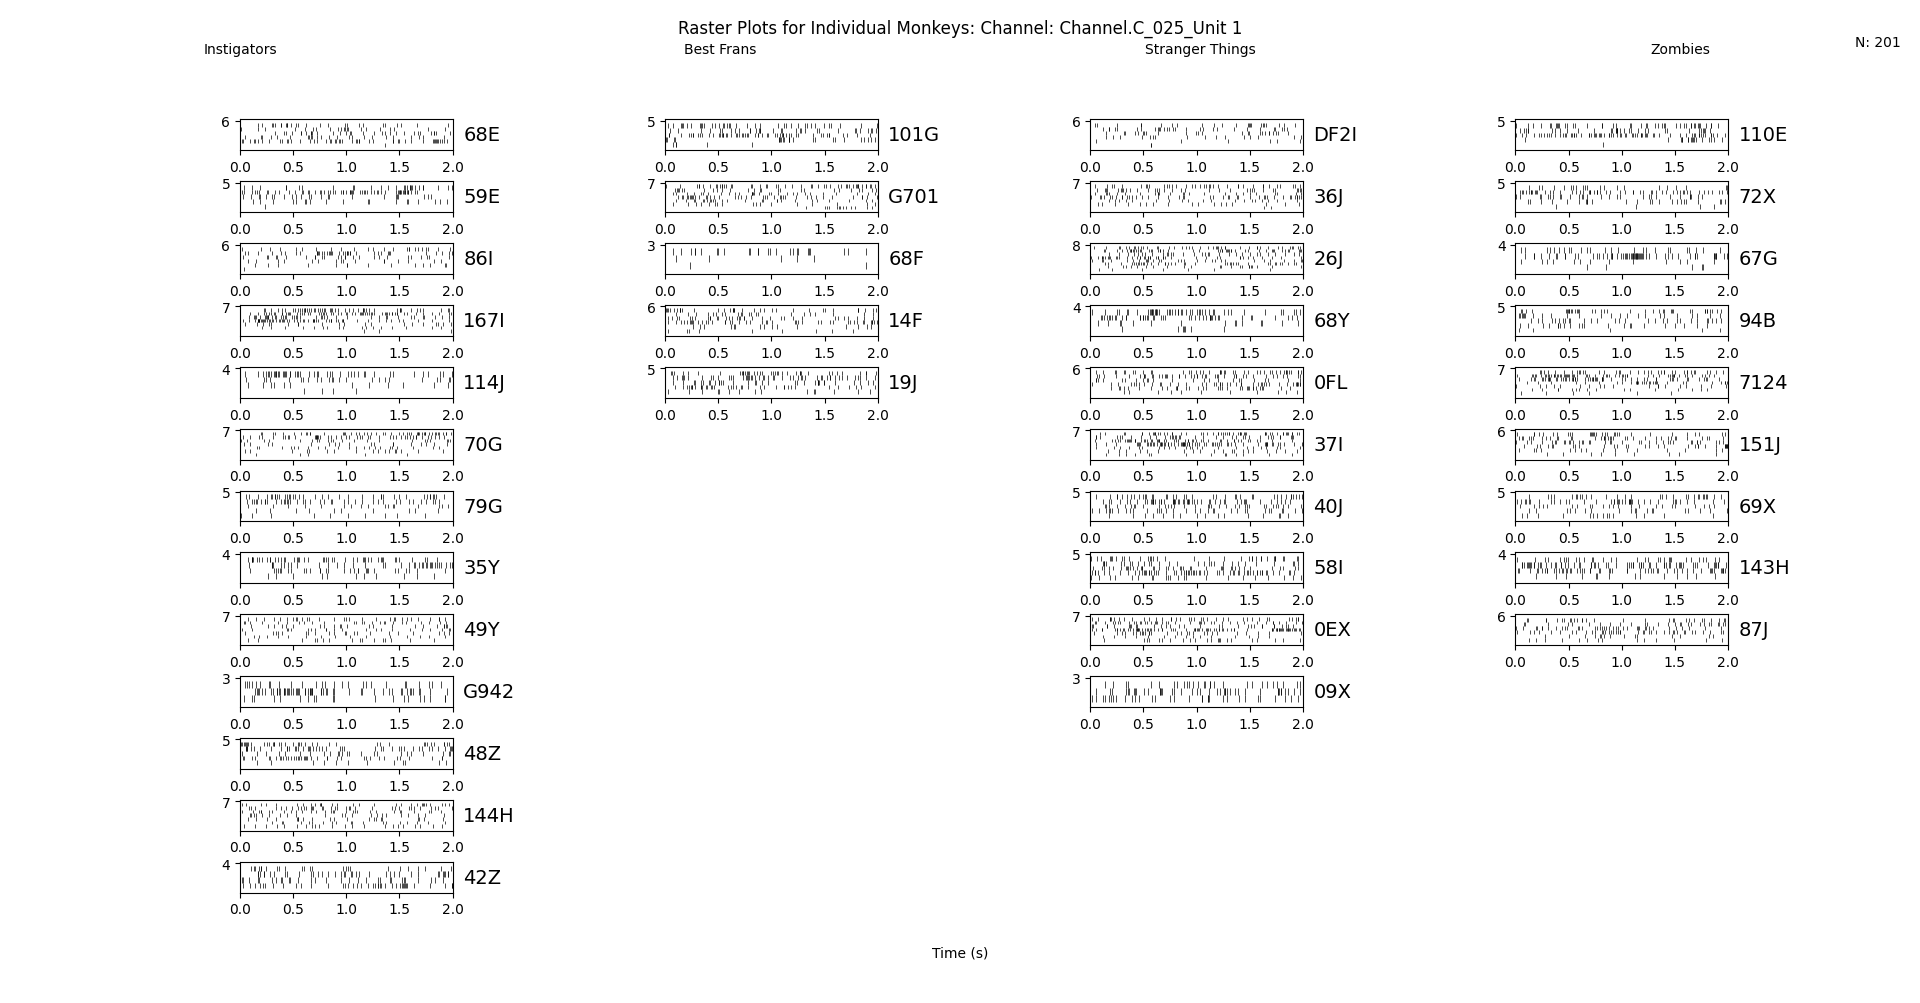 Raster Plots for Individual Monkeys: Channel: Channel.C_025_Unit 1
Instigators Best Frans Stranger Things Zombies N: 201
6 68E 5 101G 6 DF2I 5 110E
0.0 0.5 1.0 1.5 2.0 0.0 0.5 1.0 1.5 2.0 0.0 0.5 1.0 1.5 2.0 0.0 0.5 1.0 1.5 2.0
5 59E 7 G701 7 36J 5 72X
0.0 0.5 1.0 1.5 2.0 0.0 0.5 1.0 1.5 2.0 0.0 0.5 1.0 1.5 2.0 0.0 0.5 1.0 1.5 2.0
6 86I 3 68F 8 26J 4 67G
0.0 0.5 1.0 1.5 2.0 0.0 0.5 1.0 1.5 2.0 0.0 0.5 1.0 1.5 2.0 0.0 0.5 1.0 1.5 2.0
7 167I 6 14F 4 68Y 5 94B
0.0 0.5 1.0 1.5 2.0 0.0 0.5 1.0 1.5 2.0 0.0 0.5 1.0 1.5 2.0 0.0 0.5 1.0 1.5 2.0
4 114J 5 19J 6 0FL 7 7124
0.0 0.5 1.0 1.5 2.0 0.0 0.5 1.0 1.5 2.0 0.0 0.5 1.0 1.5 2.0 0.0 0.5 1.0 1.5 2.0
7 70G 7 37I 6 151J
0.0 0.5 1.0 1.5 2.0 0.0 0.5 1.0 1.5 2.0 0.0 0.5 1.0 1.5 2.0
5 79G 5 40J 5 69X
0.0 0.5 1.0 1.5 2.0 0.0 0.5 1.0 1.5 2.0 0.0 0.5 1.0 1.5 2.0
4 35Y 5 58I 4 143H
0.0 0.5 1.0 1.5 2.0 0.0 0.5 1.0 1.5 2.0 0.0 0.5 1.0 1.5 2.0
7 49Y 7 0EX 6 87J
0.0 0.5 1.0 1.5 2.0 0.0 0.5 1.0 1.5 2.0 0.0 0.5 1.0 1.5 2.0
3 G942 3 09X
0.0 0.5 1.0 1.5 2.0 0.0 0.5 1.0 1.5 2.0
5 48Z
0.0 0.5 1.0 1.5 2.0
7 144H
0.0 0.5 1.0 1.5 2.0
4 42Z
0.0 0.5 1.0 1.5 2.0
Time (s)